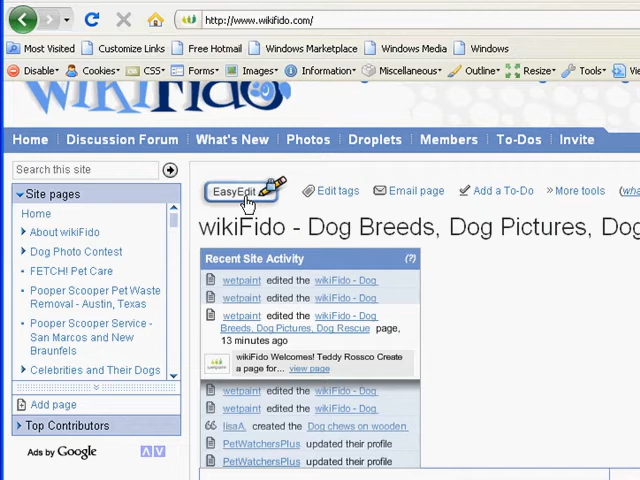 http://www.wikifido.com/
Most Visited Customize Links Free Hotmail Windows Marketplace Windows Media Windows
Disable Cookies CSS Forms Images Information Miscellaneous Outline Resize Tools
wikiFido
Home Discussion Forum What's New Photos Droplets Members To-Dos Invite
Search this site
EasyEdit Edit tags Email page Add a To-Do »More tools
Site pages
Home
About wikiFido
Dog Photo Contest
FETCH! Pet Care
Pooper Scooper Pet Waste
Removal - Austin, Texas
Pooper Scooper Service -
San Marcos and New
Braunfels
Celebrities and Their Dogs
Add page
Top Contributors
Ads by Google
wikiFido - Dog Breeds, Dog Pictures, Dog
Recent Site Activity (?)
wetpaint edited the wikiFido - Dog
wetpaint edited the wikiFido - Dog
wetpaint edited the wikiFido - Dog
Breeds, Dog Pictures, Dog Rescue page,
13 minutes ago
wikiFido Welcomes! Teddy Rossco Create
a page for... view page
wetpaint edited the wikiFido - Dog
wetpaint edited the wikiFido - Dog
lisaA. created the Dog chews on wooden
PetWatchersPlus updated their profile
PetWatchersPlus updated their profile